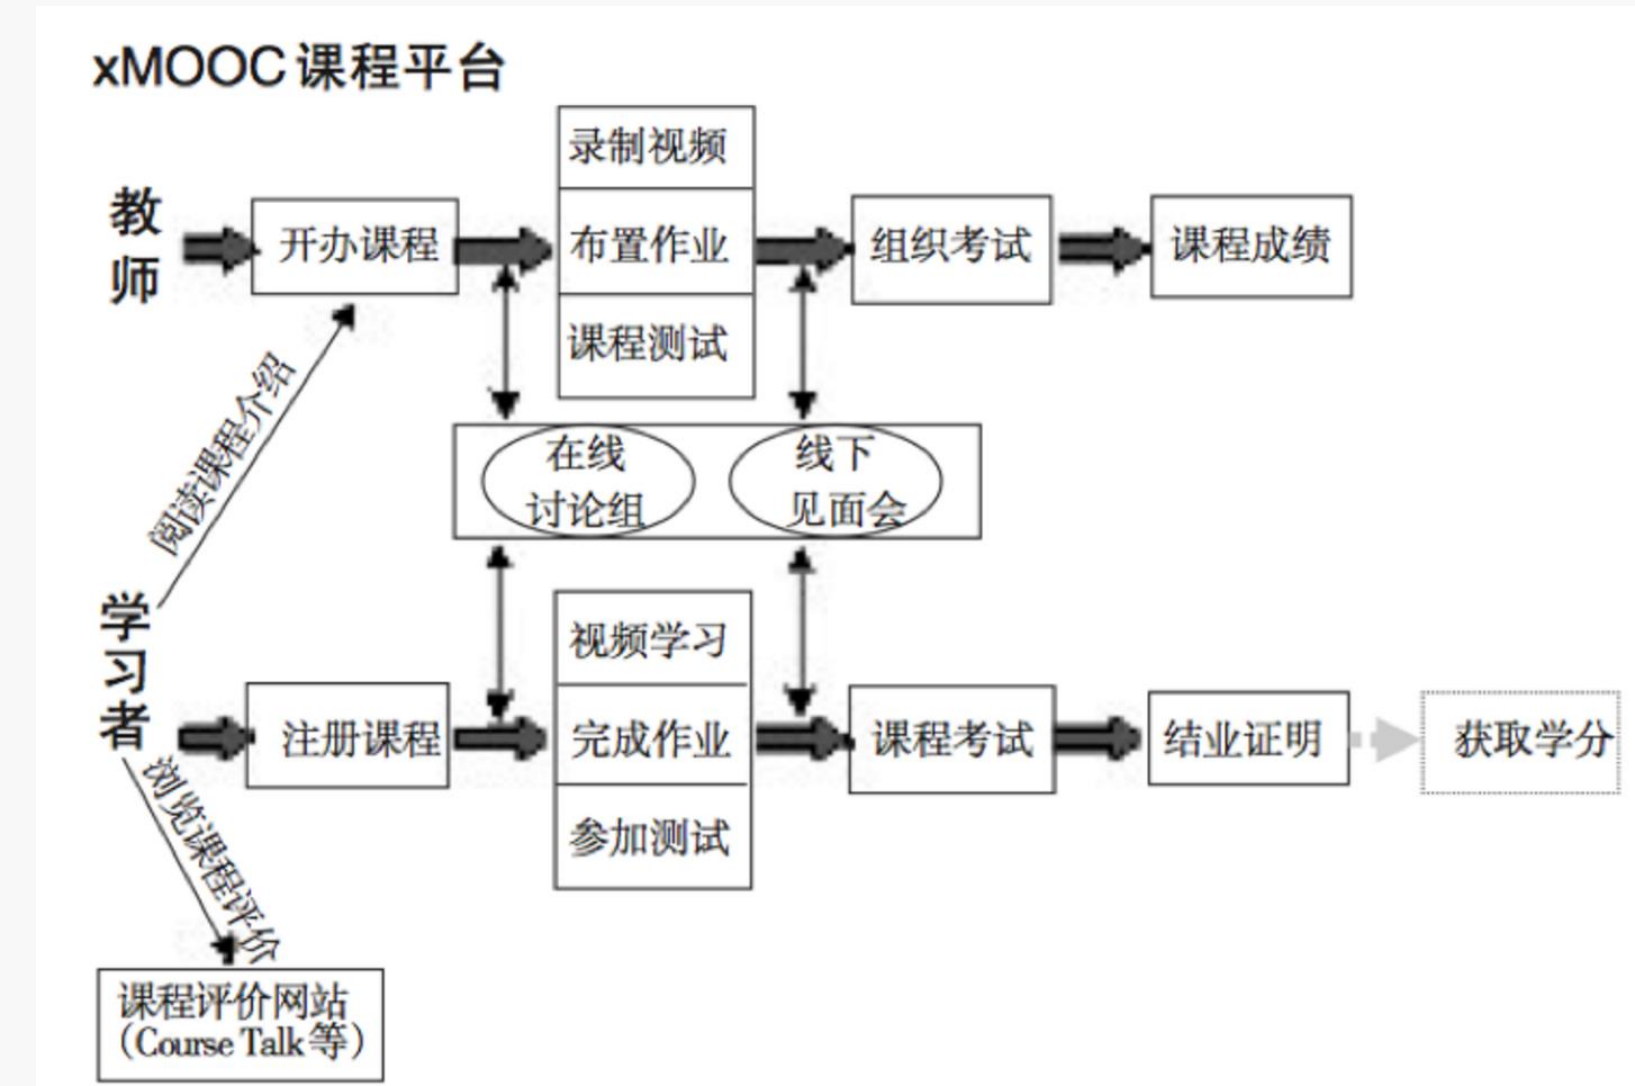 xMOOC课程平台
教师
开办课程
录制视频
布置作业
课程测试
组织考试
课程成绩
阅读课程介绍
在线
讨论组
线下
见面会
学习者
注册课程
视频学习
完成作业
参加测试
课程考试
结业证明
获取学分
浏览课程评价
课程评价网站
（Course Talk等）